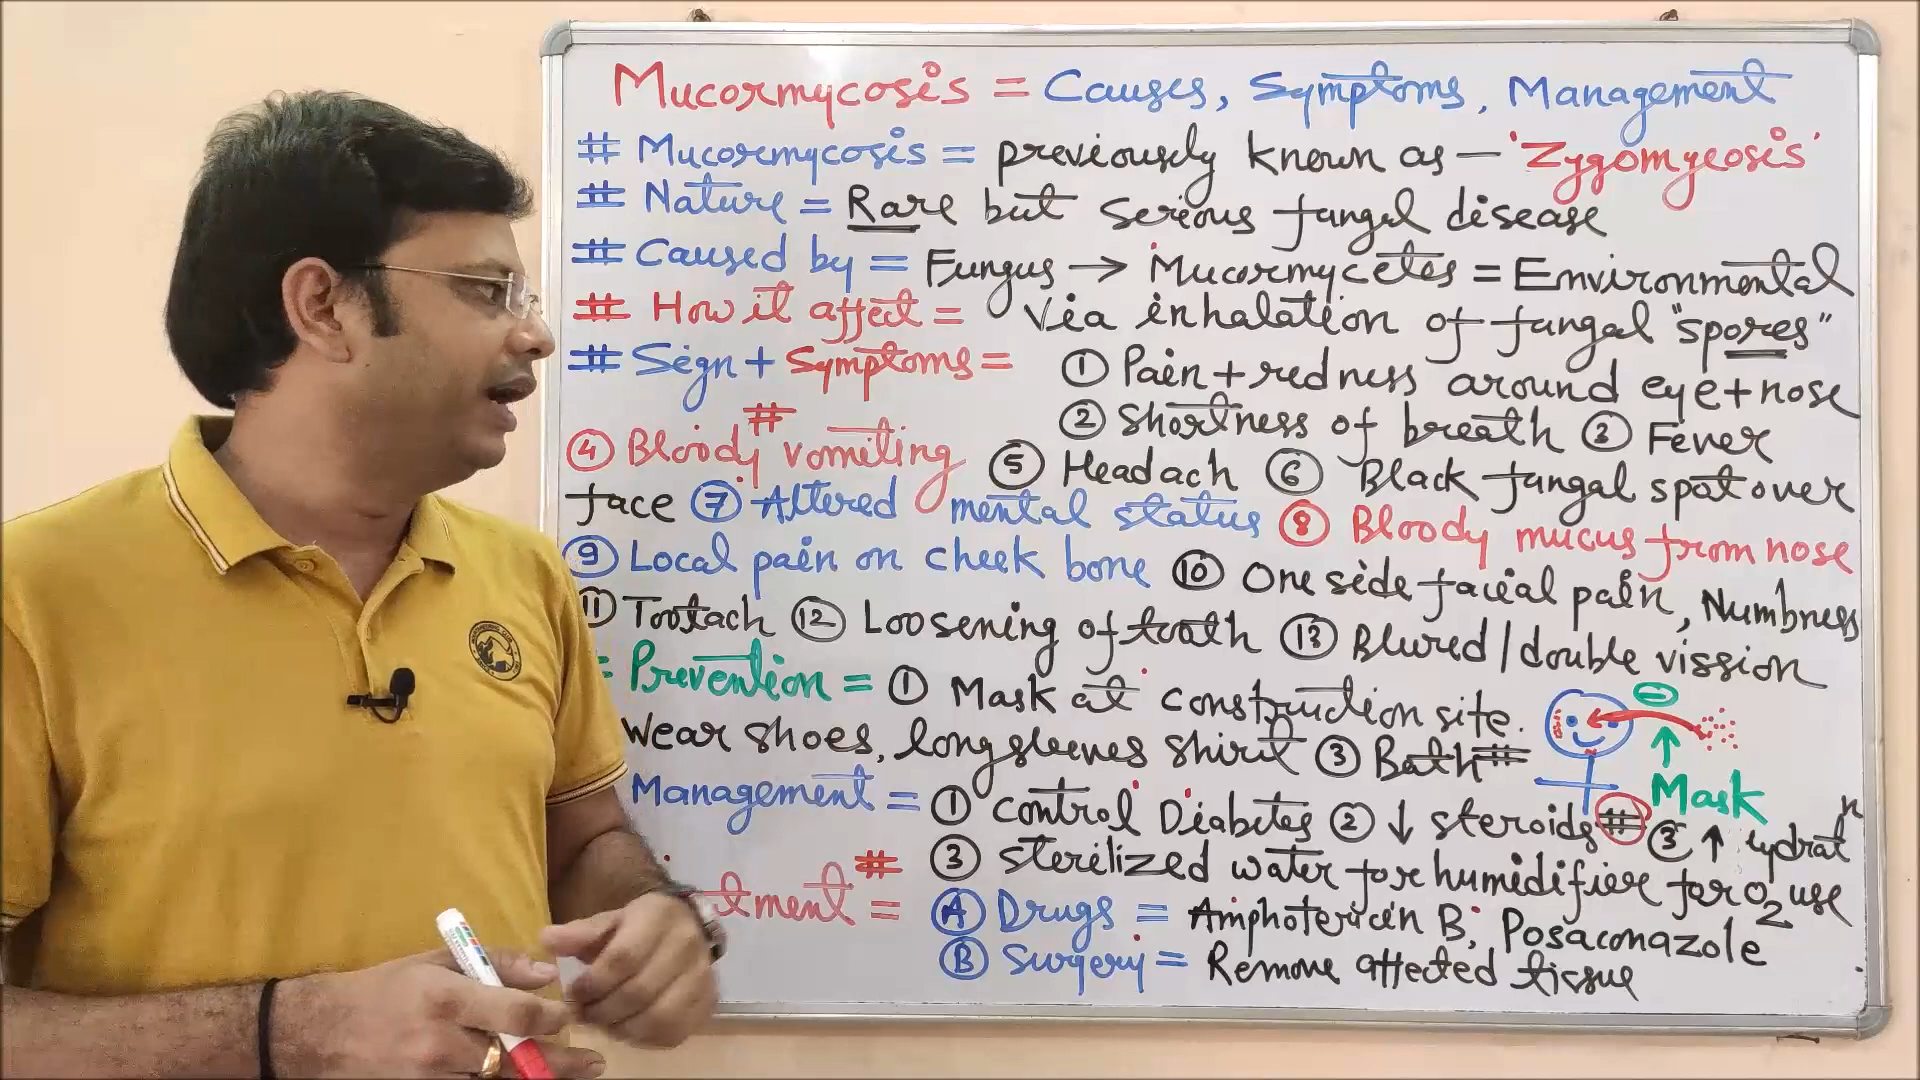 Mucormycosis = Causes, Symptoms, Management
# Mucormycosis = previously known as — 'Zygomycosis'
# Nature = Rare but Serious fungal disease
# Caused by = Fungus → Mucormycetes = Environmental
# How it affect = Via inhalation of fungal "spores"
# Sign + Symptoms = ① Pain + redness around eye + nose
② Shortness of breath ③ Fever
④ Bloody vomiting # ⑤ Headach ⑥ Black fungal spot over
face ⑦ Altered mental status ⑧ Bloody mucus from nose
⑨ Local pain on cheek bone ⑩ One side facial pain, Numbness
⑪ Tootach ⑫ Loosening of tooth ⑬ Blured / double vission
Prevention = ① Mask at construction site.
Wear shoes, long sleeves shirt ③ Bath #
Mask
Management = ① Control Diabetes ② ↓ steroids # ③ ↑ hydratⁿ
③ Sterilized water for humidifier for O₂ use
tment # = Ⓐ Drugs = Amphotericin B; Posaconazole
Ⓑ Surgery = Remove affected tissue